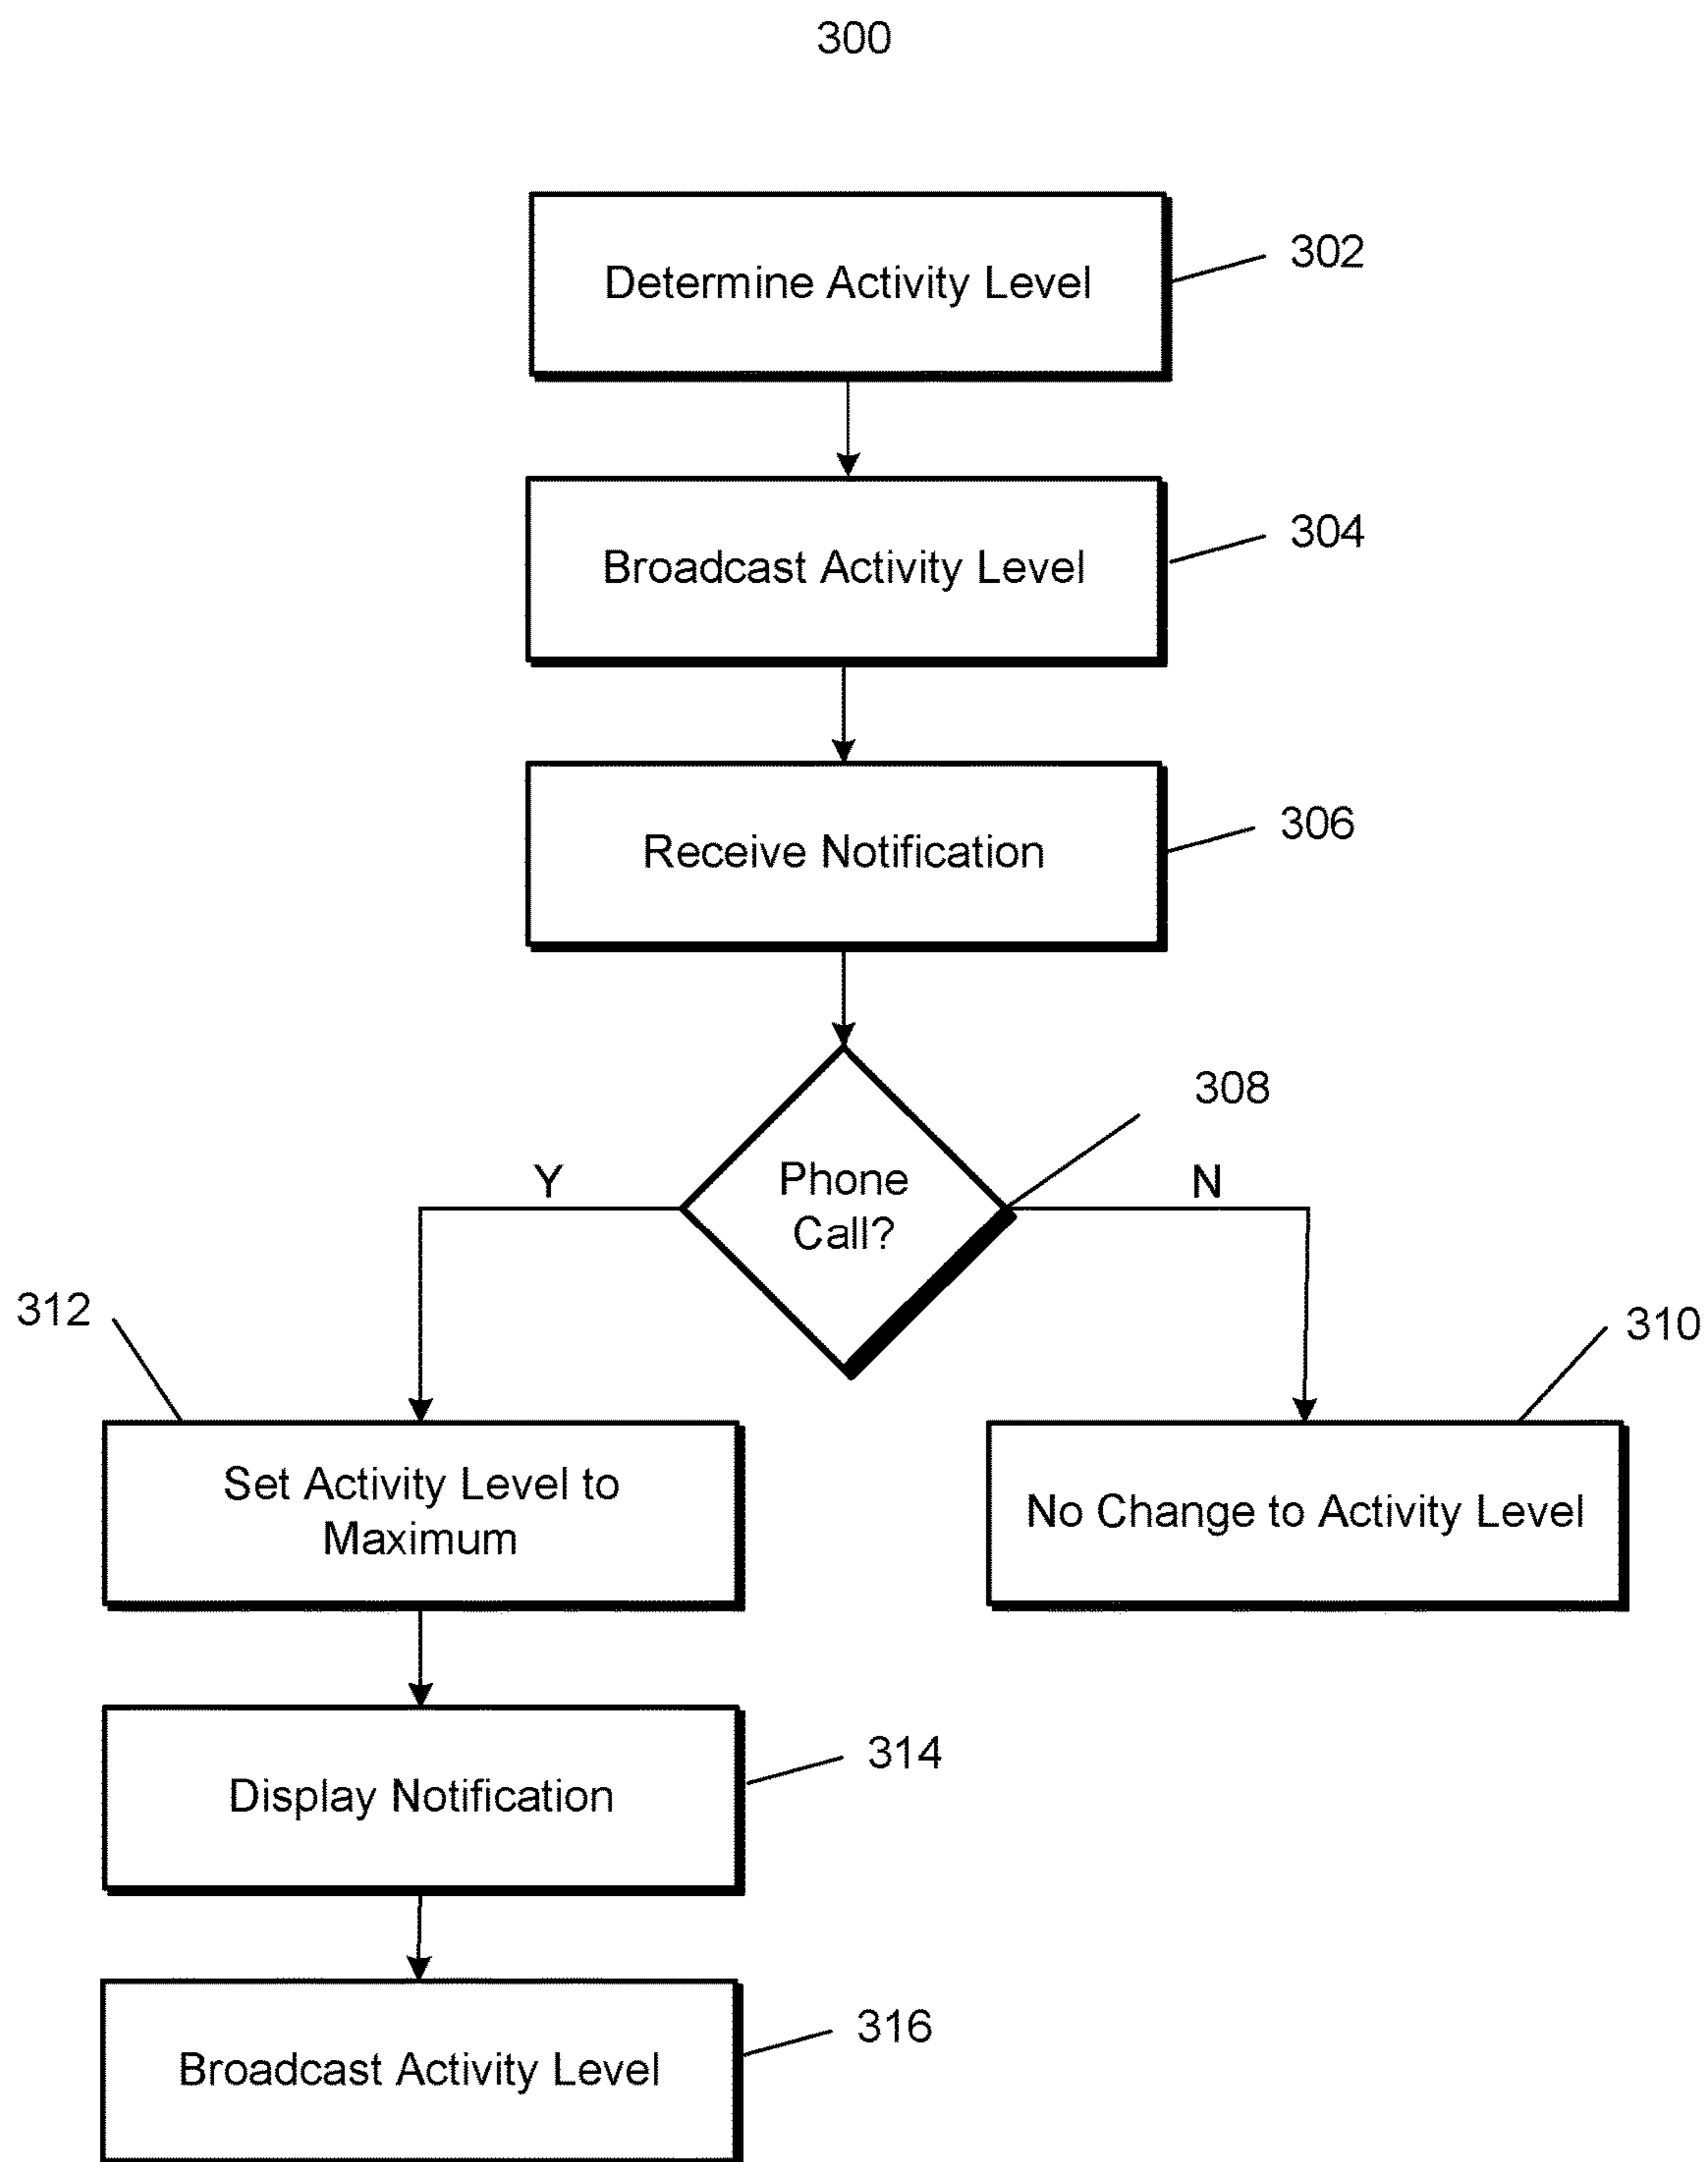 300
Determine Activity Level
302
Broadcast Activity Level
304
Receive Notification
306
Phone
Call?
308
Y
N
312
310
Set Activity Level to
Maximum
No Change to Activity Level
Display Notification
314
Broadcast Activity Level
316